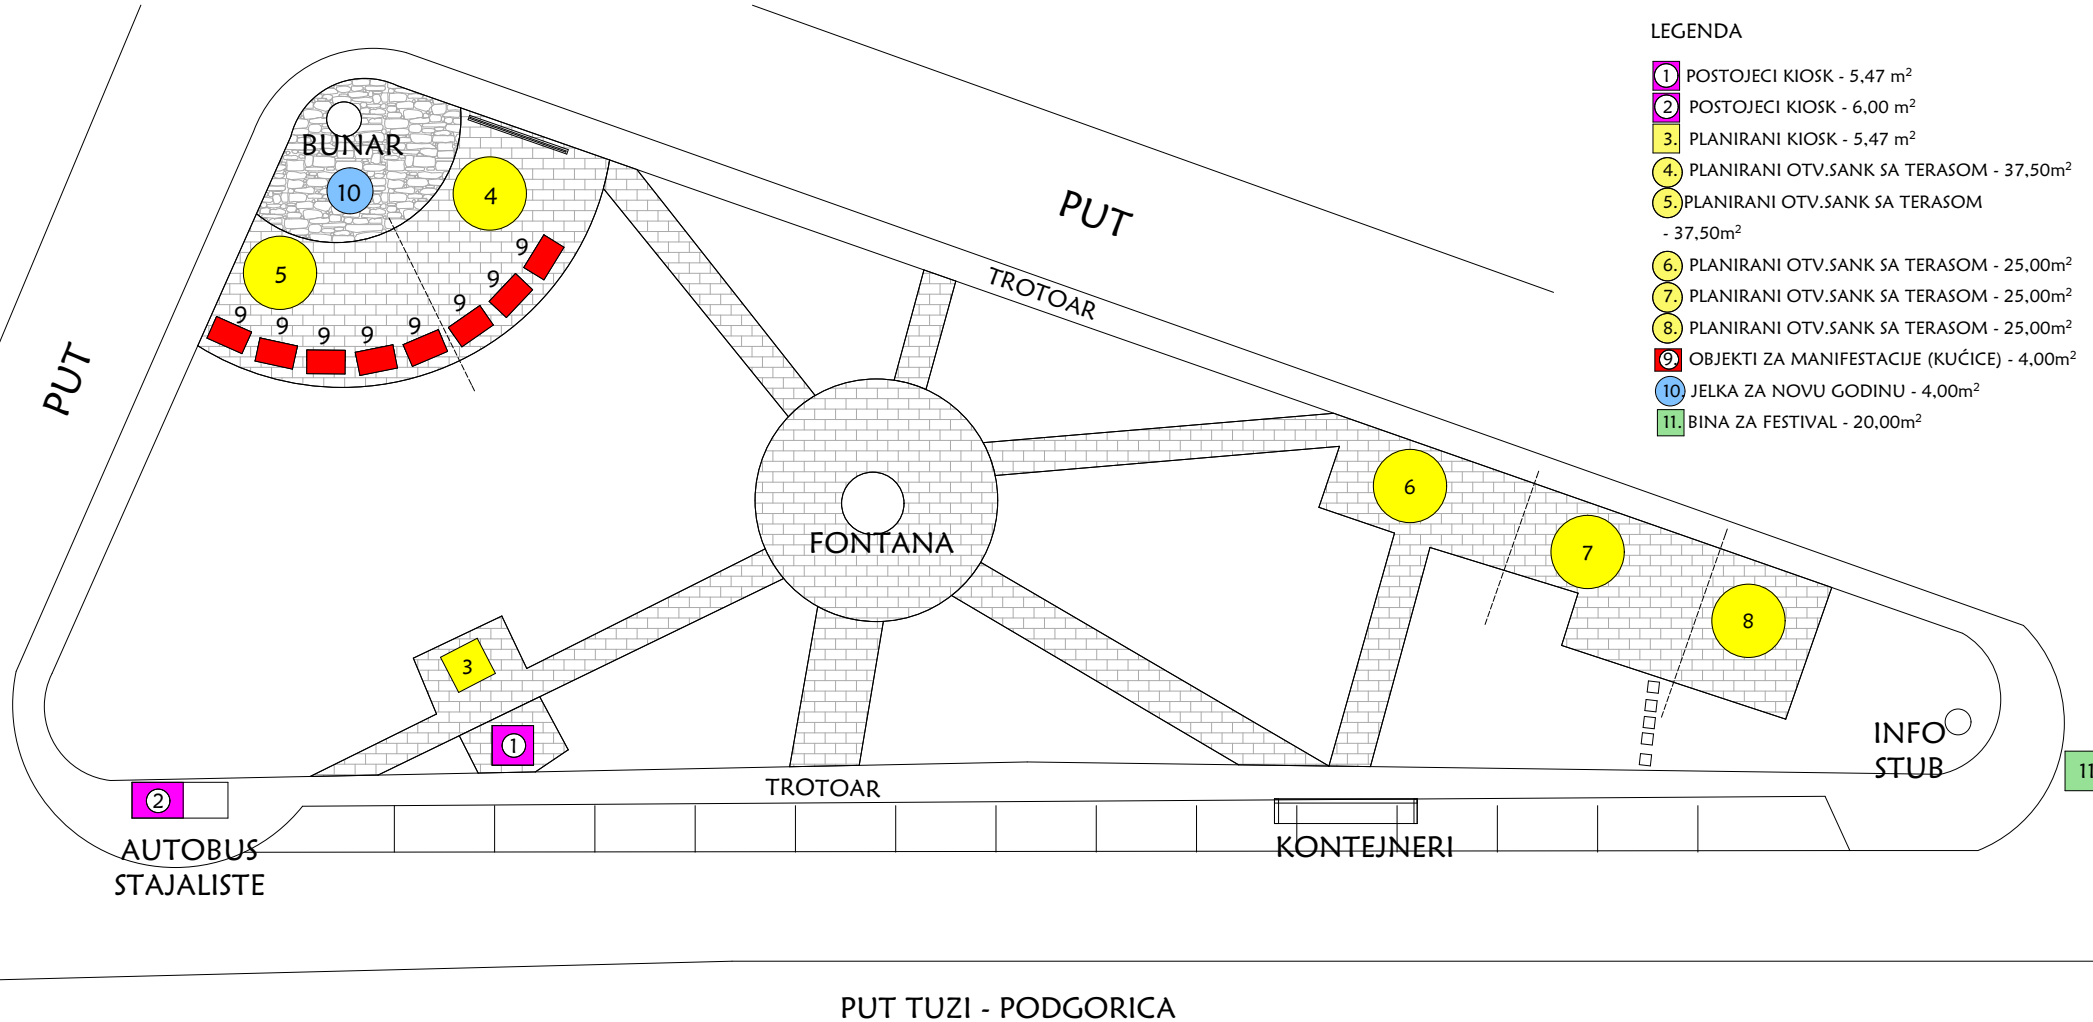 LEGENDA
1 POSTOJECI KIOSK - 5,47 m²
2 POSTOJECI KIOSK - 6,00 m²
3. PLANIRANI KIOSK - 5,47 m²
4. PLANIRANI OTV.SANK SA TERASOM - 37,50m²
5. PLANIRANI OTV.SANK SA TERASOM
- 37,50m²
6. PLANIRANI OTV.SANK SA TERASOM - 25,00m²
7. PLANIRANI OTV.SANK SA TERASOM - 25,00m²
8. PLANIRANI OTV.SANK SA TERASOM - 25,00m²
9. OBJEKTI ZA MANIFESTACIJE (KUĆICE) - 4,00m²
10. JELKA ZA NOVU GODINU - 4,00m²
11. BINA ZA FESTIVAL - 20,00m²
BUNAR
10
4
5
9
9
9
9
9
9
9
9
PUT
PUT
TROTOAR
FONTANA
6
7
8
3
1
2
TROTOAR
INFO
STUB
11
AUTOBUS
STAJALISTE
KONTEJNERI
PUT TUZI - PODGORICA